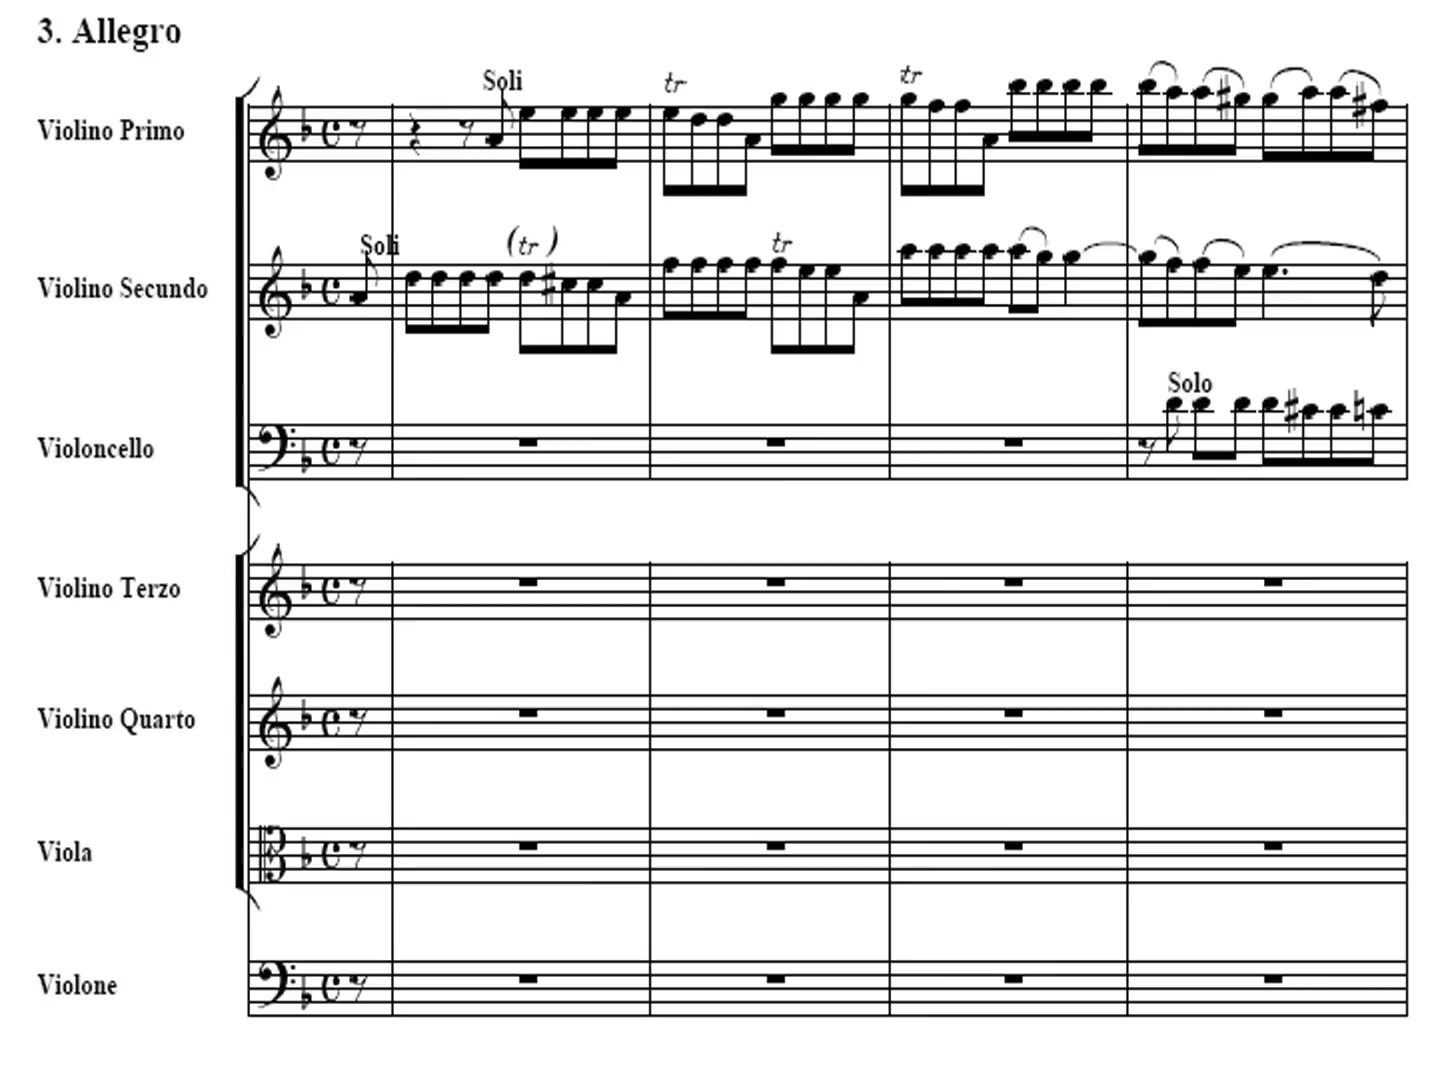 3. Allegro
Soli
tr
tr
Violino Primo
Soli
(tr)
tr
Violino Secundo
Solo
Violoncello
Violino Terzo
Violino Quarto
Viola
Violone